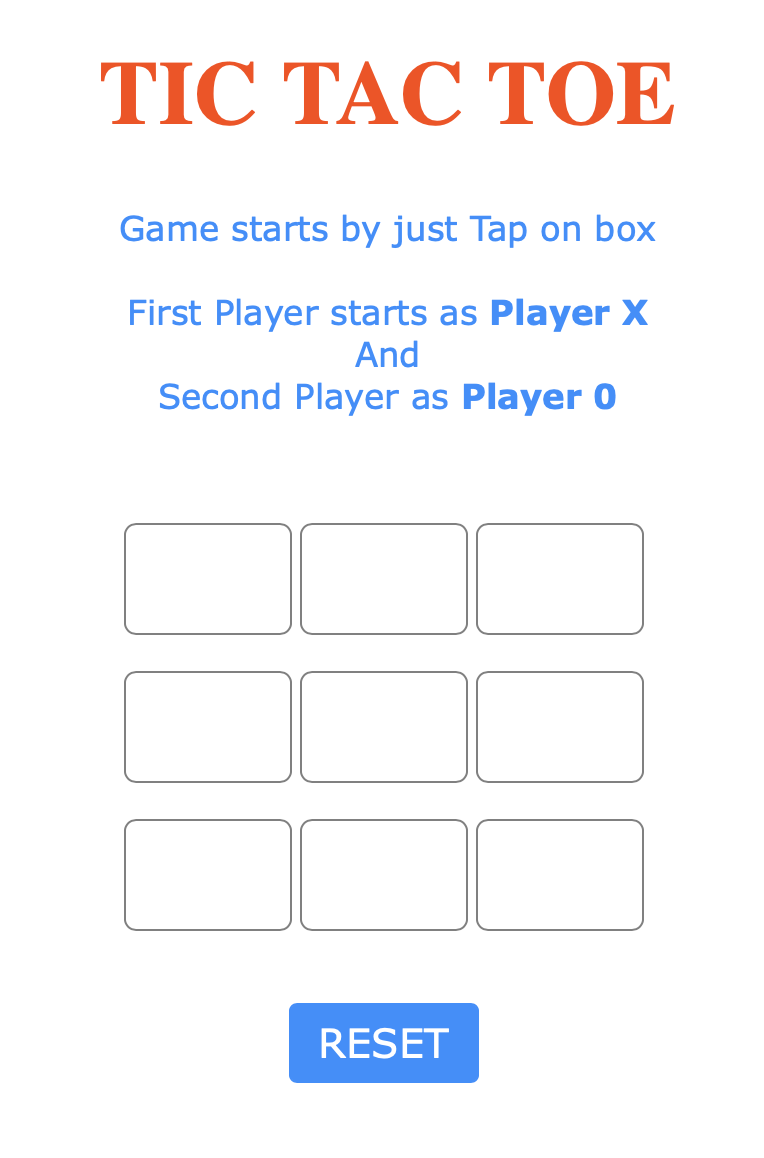 TIC TAC TOE
Game starts by just Tap on box
First Player starts as Player X
And
Second Player as Player 0
RESET